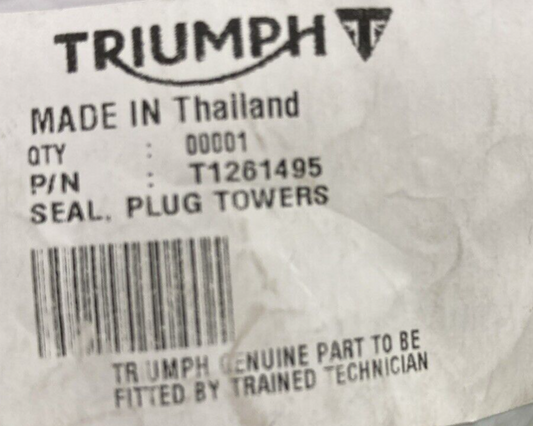 TRIUMPH T
MADE IN Thailand
QTY : 00001
P/N : T1261495
SEAL, PLUG TOWERS
TRIUMPH GENUINE PART TO BE
FITTED BY TRAINED TECHNICIAN